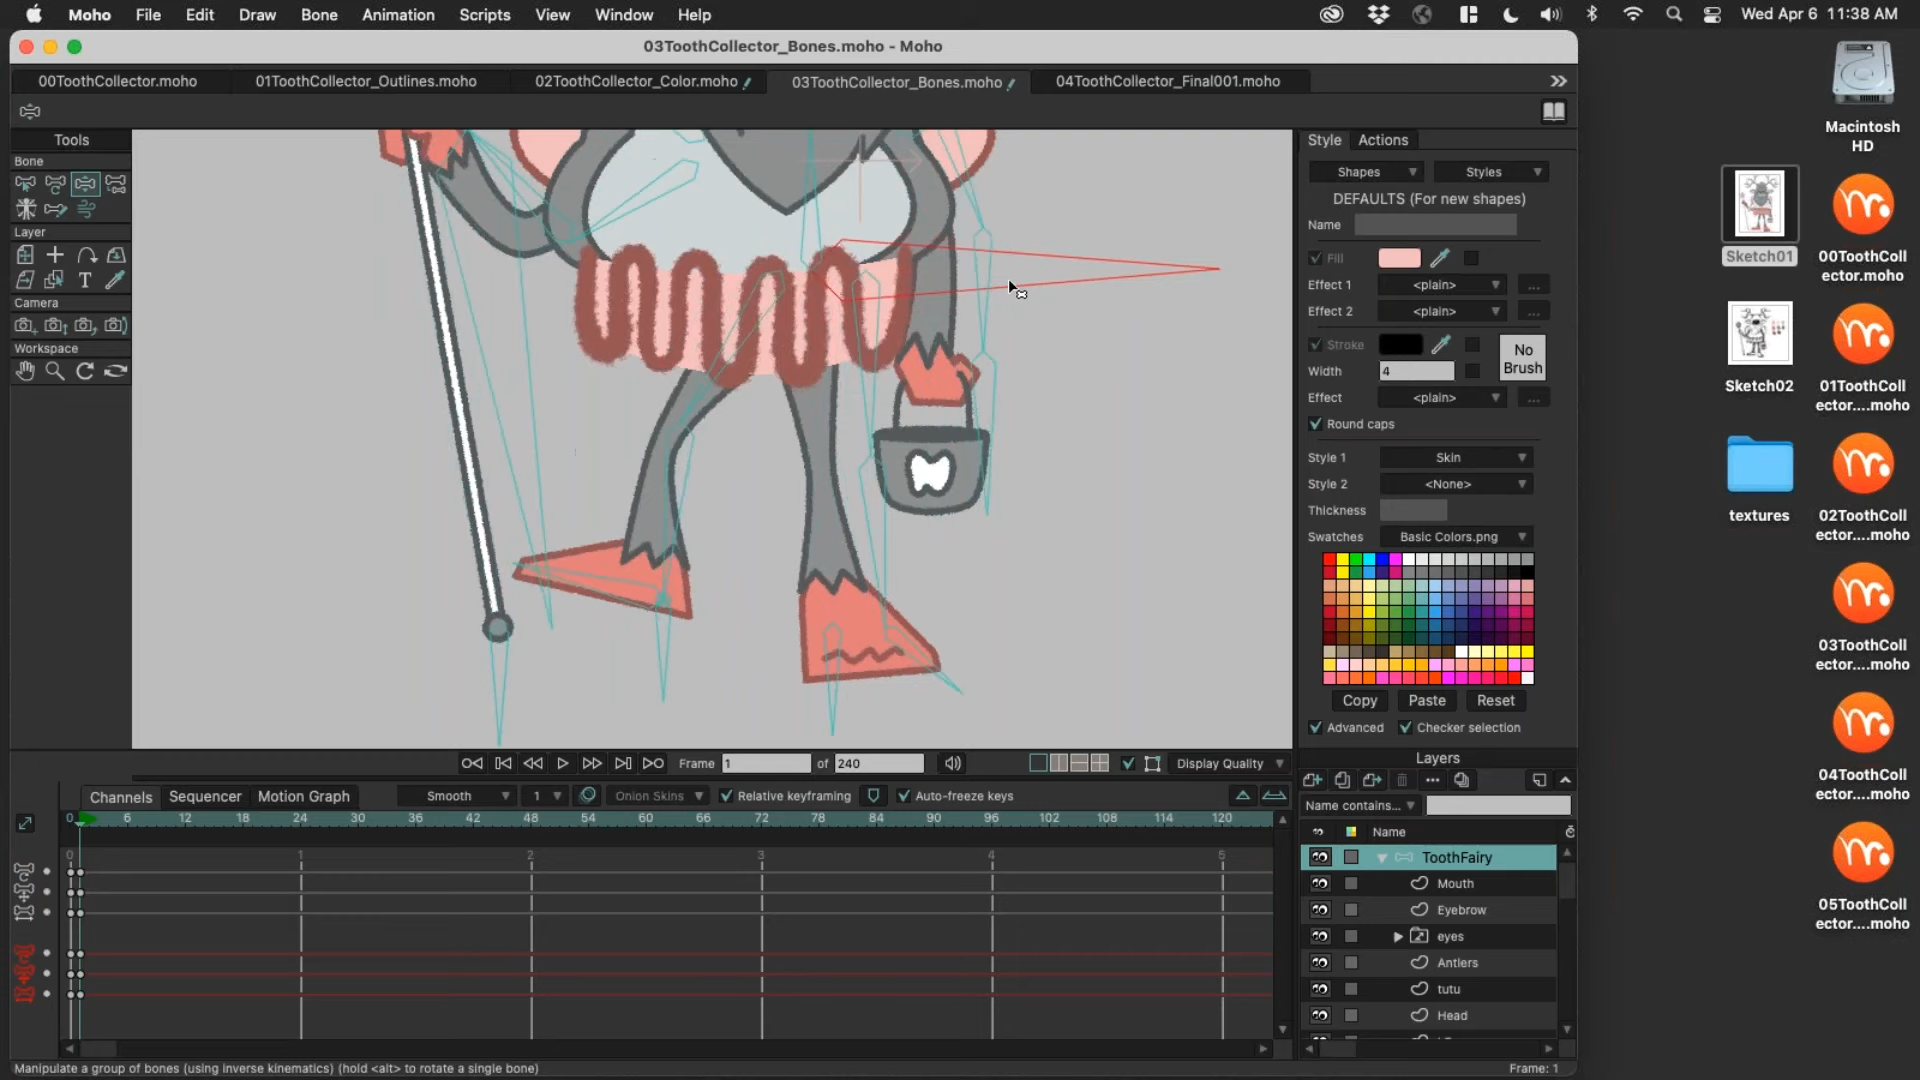 Moho File Edit Draw Bone Animation Scripts View Window Help
Wed Apr 6 11:38 AM
03ToothCollector_Bones.moho - Moho
00ToothCollector.moho 01ToothCollector_Outlines.moho 02ToothCollector_Color.moho 03ToothCollector_Bones.moho 04ToothCollector_Final001.moho
Tools
Bone
Layer
T
Camera
Workspace
Style Actions
Shapes Styles
DEFAULTS (For new shapes)
Name
Fill
Effect 1 <plain> ...
Effect 2 <plain> ...
Stroke
No
Brush
Width 4
Effect <plain> ...
Round caps
Style 1 Skin
Style 2 <None>
Thickness
Swatches Basic Colors.png
Copy Paste Reset
Advanced Checker selection
Layers
Name contains...
Name
ToothFairy
Mouth
Eyebrow
eyes
Antlers
tutu
Head
Frame 1 of 240 Display Quality
Channels Sequencer Motion Graph Smooth 1 Onion Skins Relative keyframing Auto-freeze keys
0 6 12 18 24 30 36 42 48 54 60 66 72 78 84 90 96 102 108 114 120
0 1 2 3 4 5
Manipulate a group of bones (using inverse kinematics) (hold <alt> to rotate a single bone)
Frame: 1
Macintosh
HD
Sketch01
00ToothColl
ector.moho
Sketch02
01ToothColl
ector....moho
textures
02ToothColl
ector....moho
03ToothColl
ector....moho
04ToothColl
ector....moho
05ToothColl
ector....moho